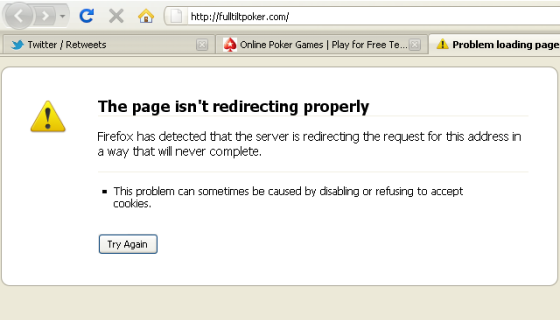 http://fulltiltpoker.com/
Twitter / Retweets
Online Poker Games | Play for Free Te...
Problem loading page
The page isn't redirecting properly
Firefox has detected that the server is redirecting the request for this address in
a way that will never complete.
This problem can sometimes be caused by disabling or refusing to accept
cookies.
Try Again